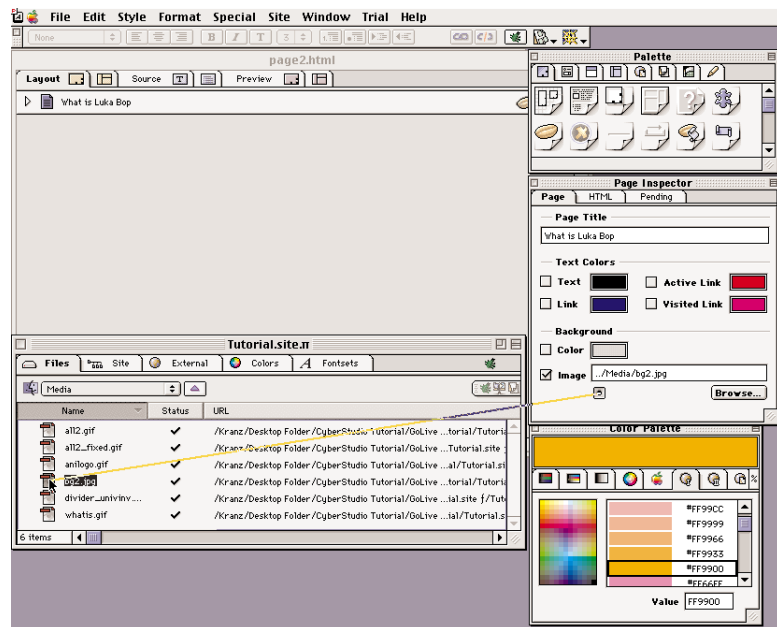 File Edit Style Format Special Site Window Trial Help
None B I T 3
page2.html
Layout Source T Preview
What is Luka Bop
Palette
Page Inspector
Page HTML Pending
Page Title
What is Luka Bop
Text Colors
Text Active Link
Link Visited Link
Background
Color
Image ../Media/bg2.jpg
Browse...
Tutorial.site.π
Files Site External Colors A Fontsets
Media
Name Status URL
all2.gif /Kranz/Desktop Folder/CyberStudio Tutorial/GoLive ...torial/Tutoria
all2_fixed.gif /Kranz/Desktop Folder/CyberStudio Tutorial/GoLive ...Tutorial.site
anilogo.gif /Kranz/Desktop Folder/CyberStudio Tutorial/GoLive ...al/Tutorial.si
bg2.jpg /Kranz/Desktop Folder/CyberStudio Tutorial/GoLive ...torial/Tutoria
divider_univinv... /Kranz/Desktop Folder/CyberStudio Tutorial/GoLive ...ial.site ƒ/Tuto
whatis.gif /Kranz/Desktop Folder/CyberStudio Tutorial/GoLive ...ial/Tutorial.s
6 items
Color Palette
%
#FF99CC
#FF9999
#FF9966
#FF9933
#FF9900
#FF66FF
Value FF9900